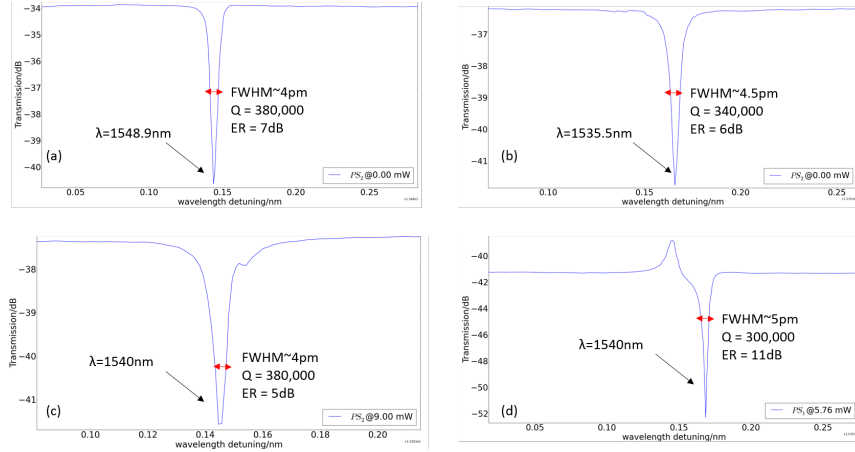 −34
−35
−36
−37
−38
−39
−40
Transmission/dB
FWHM~4pm
Q = 380,000
ER = 7dB
λ=1548.9nm
(a)
PS₂@0.00 mW
0.05
0.10
0.15
0.20
0.25
wavelength detuning/nm
−37
−38
−39
−40
−41
Transmission/dB
FWHM~4.5pm
Q = 340,000
ER = 6dB
λ=1535.5nm
(b)
PS₂@0.00 mW
0.10
0.15
0.20
0.25
wavelength detuning/nm
−38
−39
−40
−41
Transmission/dB
FWHM~4pm
Q = 380,000
ER = 5dB
λ=1540nm
(c)
PS₂@9.00 mW
0.10
0.12
0.14
0.16
0.18
0.20
wavelength detuning/nm
−40
−42
−44
−46
−48
−50
−52
Transmission/dB
FWHM~5pm
Q = 300,000
ER = 11dB
λ=1540nm
(d)
PS₁@5.76 mW
0.05
0.10
0.15
0.20
0.25
wavelength detuning/nm